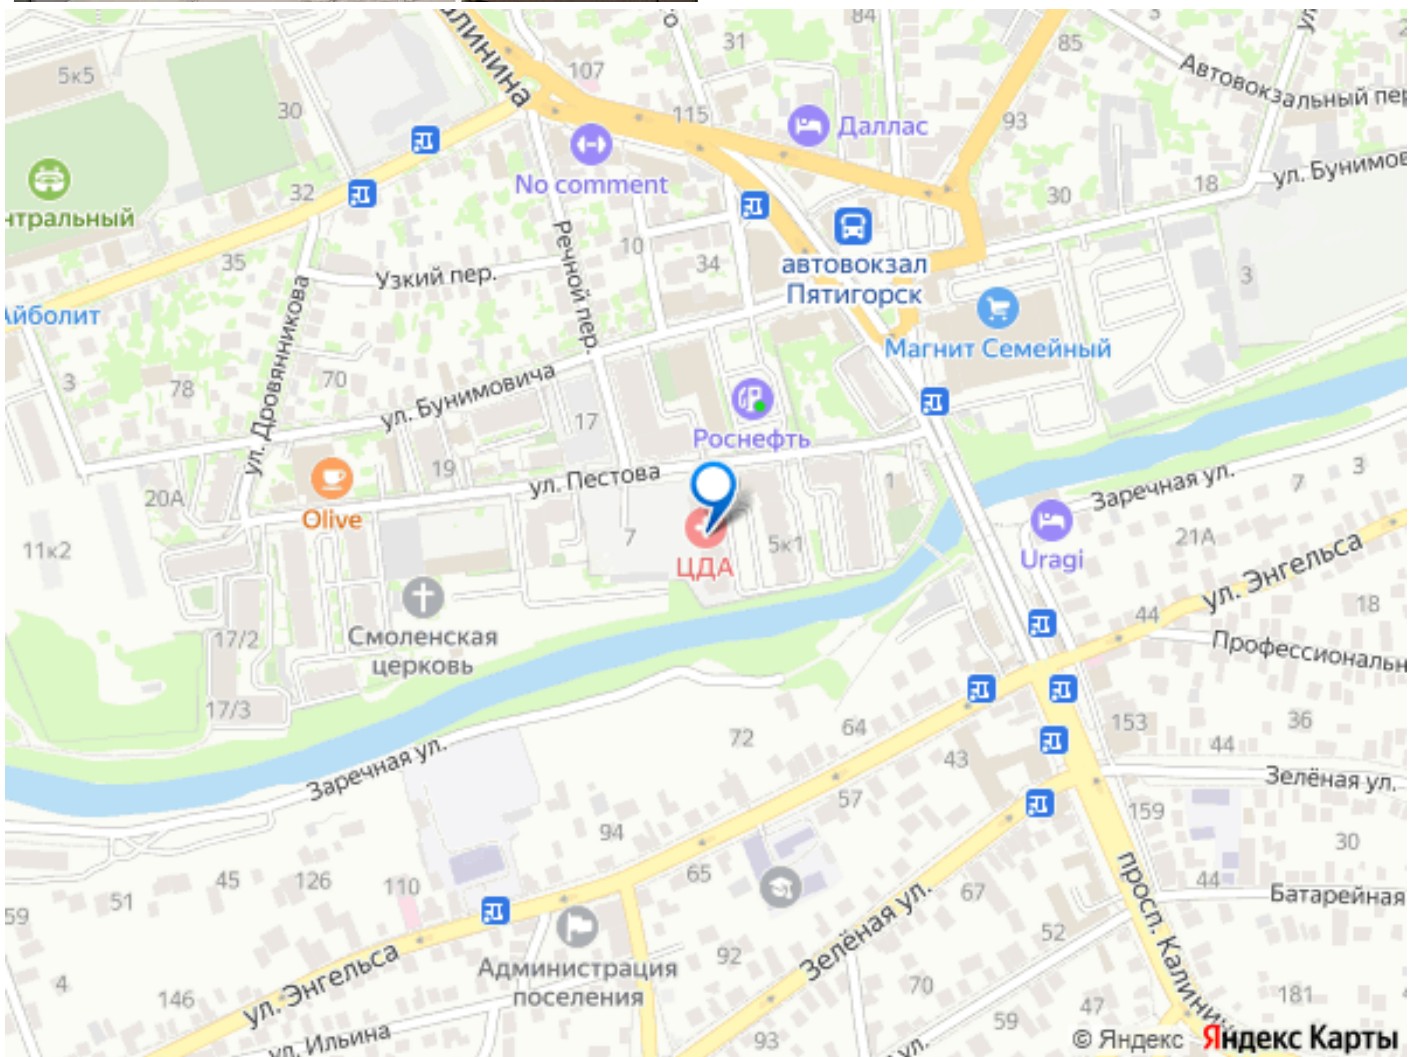 84
3
31
85
алинина
107
5к5
30
115
Даллас
93
Автовокзальный пер
No comment
32
30
18
ул. Бунимов
нтральный
Речной пер.
10
34
35
Узкий пер.
автовокзал
Пятигорск
3
Айболит
ул. Дровянникова
Магнит Семейный
3
78
70
ул. Бунимовича
17
Роснефть
19
ул. Пестова
20А
Olive
1
Заречная ул.
7
3
11к2
7
ЦДА
5к1
Uragi
21А
ул. Энгельса
44
18
Смоленская
церковь
17/2
Профессиональн
17/3
72
64
153
36
44
43
Заречная ул.
Зелёная ул.
57
159
94
30
45
126
110
65
44
51
59
67
Батарейная
просп. Калинин
Зелёная ул.
52
Администрация
поселения
92
4
146
ул. Энгельса
70
181
47
59
ул. Ильина
93
ул.
© Яндекс Яндекс Карты